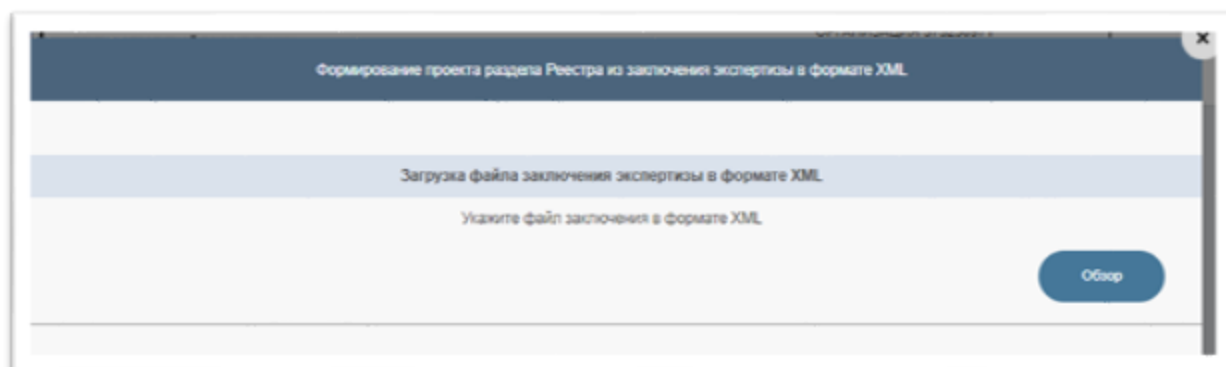 Формирование проекта раздела Реестра из заключения экспертизы в формате XML
Загрузка файла заключения экспертизы в формате XML
Укажите файл заключения в формате XML
Обзор